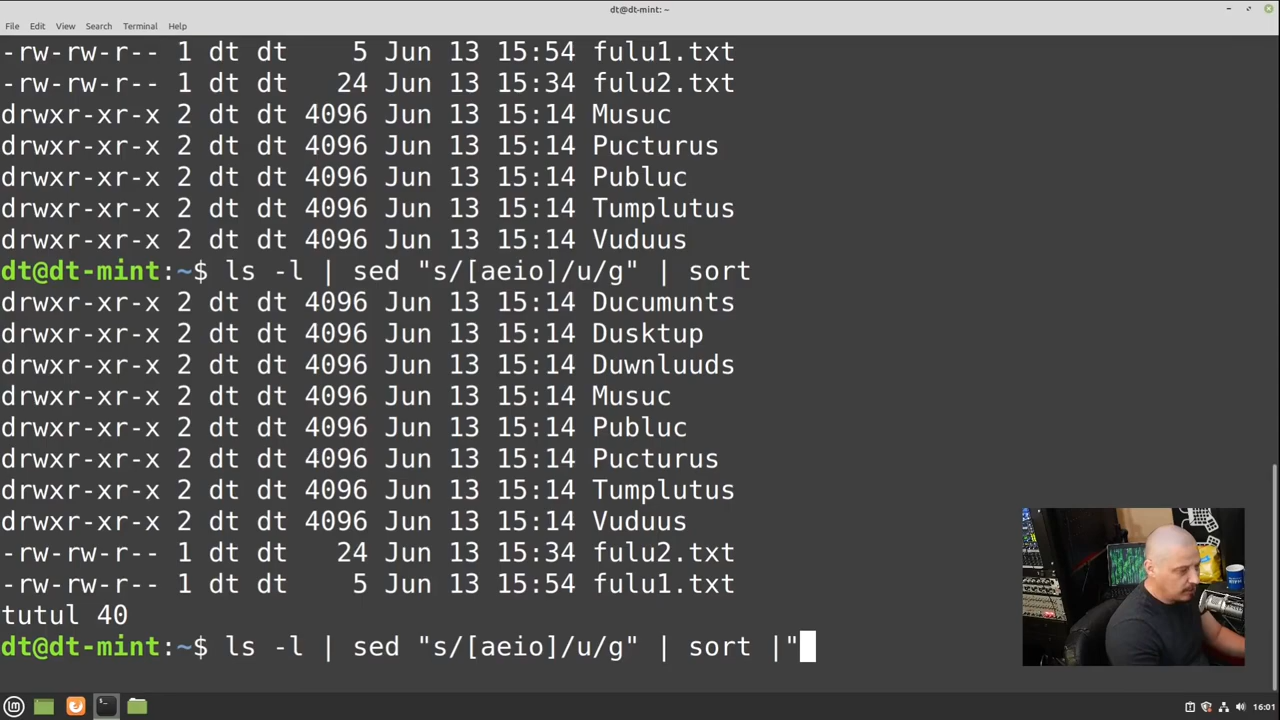 dt@dt-mint: ~
File Edit View Search Terminal Help
-rw-rw-r-- 1 dt dt    5 Jun 13 15:54 fulu1.txt
-rw-rw-r-- 1 dt dt   24 Jun 13 15:34 fulu2.txt
drwxr-xr-x 2 dt dt 4096 Jun 13 15:14 Musuc
drwxr-xr-x 2 dt dt 4096 Jun 13 15:14 Pucturus
drwxr-xr-x 2 dt dt 4096 Jun 13 15:14 Publuc
drwxr-xr-x 2 dt dt 4096 Jun 13 15:14 Tumplutus
drwxr-xr-x 2 dt dt 4096 Jun 13 15:14 Vuduus
dt@dt-mint:~$ ls -l | sed "s/[aeio]/u/g" | sort
drwxr-xr-x 2 dt dt 4096 Jun 13 15:14 Ducumunts
drwxr-xr-x 2 dt dt 4096 Jun 13 15:14 Dusktup
drwxr-xr-x 2 dt dt 4096 Jun 13 15:14 Duwnluuds
drwxr-xr-x 2 dt dt 4096 Jun 13 15:14 Musuc
drwxr-xr-x 2 dt dt 4096 Jun 13 15:14 Publuc
drwxr-xr-x 2 dt dt 4096 Jun 13 15:14 Pucturus
drwxr-xr-x 2 dt dt 4096 Jun 13 15:14 Tumplutus
drwxr-xr-x 2 dt dt 4096 Jun 13 15:14 Vuduus
-rw-rw-r-- 1 dt dt   24 Jun 13 15:34 fulu2.txt
-rw-rw-r-- 1 dt dt    5 Jun 13 15:54 fulu1.txt
tutul 40
dt@dt-mint:~$ ls -l | sed "s/[aeio]/u/g" | sort |"
16:01